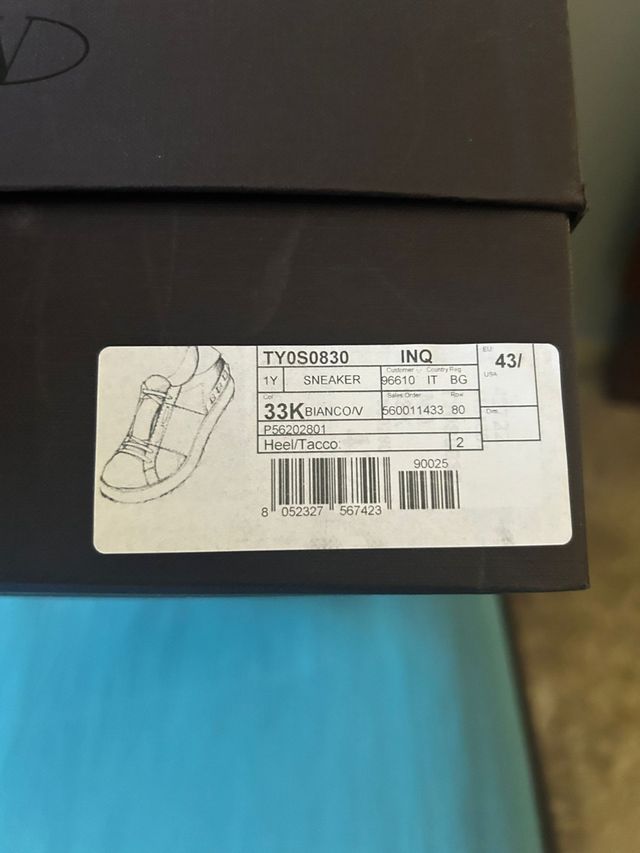 TY0S0830 INQ EU 43/
Customer Country Reg USA
1Y SNEAKER 96610 IT BG
Col Sales Order Row
33K BIANCO/V 560011433 80 Dim.
P56202801
Heel/Tacco: 2
90025
8 052327 567423